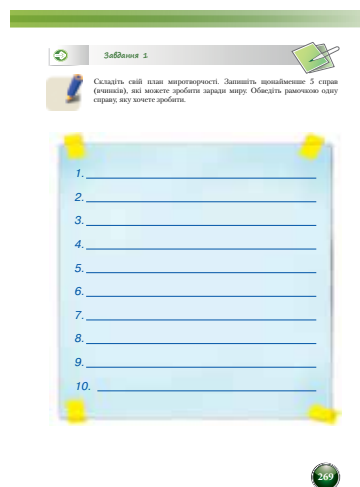 Завдання 1
Складіть свій план миротворчості. Запишіть щонайменше 5 справ
(вчинків), які можете зробити заради миру. Обведіть рамочкою одну
справу, яку хочете зробити.
1.
2.
3.
4.
5.
6.
7.
8.
9.
10.
269